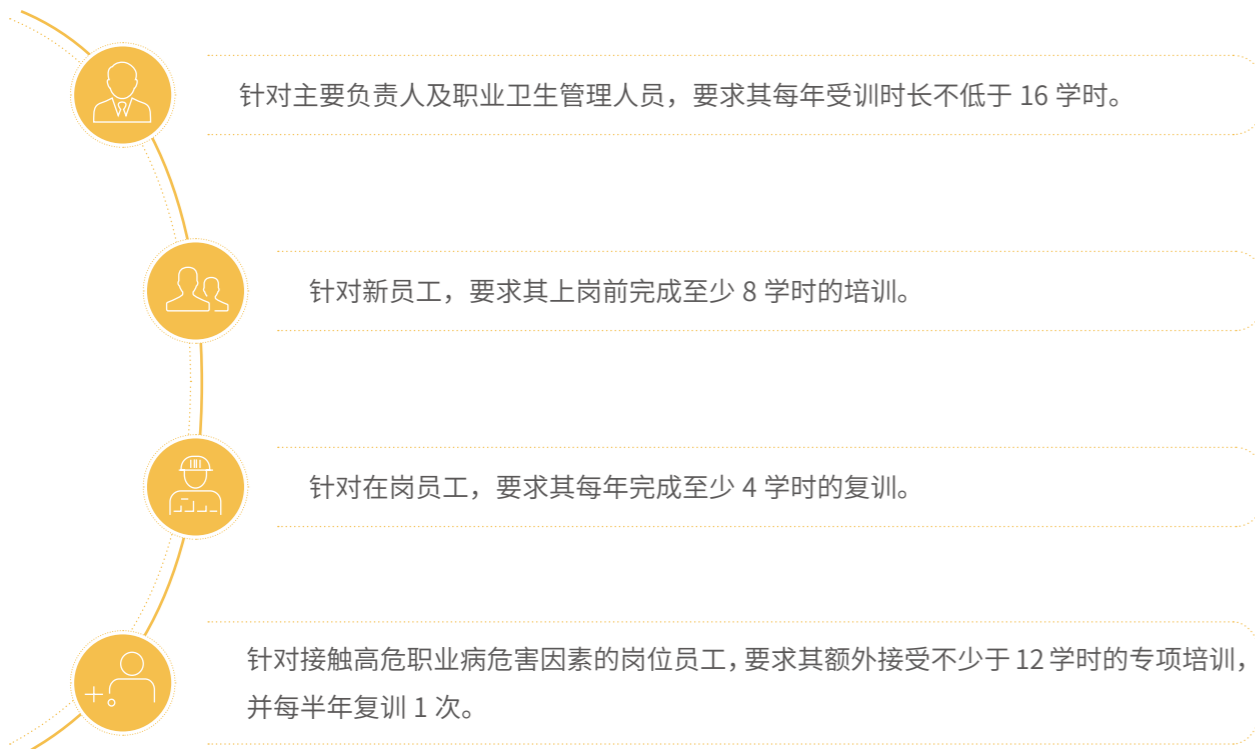 针对主要负责人及职业卫生管理人员，要求其每年受训时长不低于 16 学时。
针对新员工，要求其上岗前完成至少 8 学时的培训。
针对在岗员工，要求其每年完成至少 4 学时的复训。
针对接触高危职业病危害因素的岗位员工，要求其额外接受不少于 12 学时的专项培训，
并每半年复训 1 次。